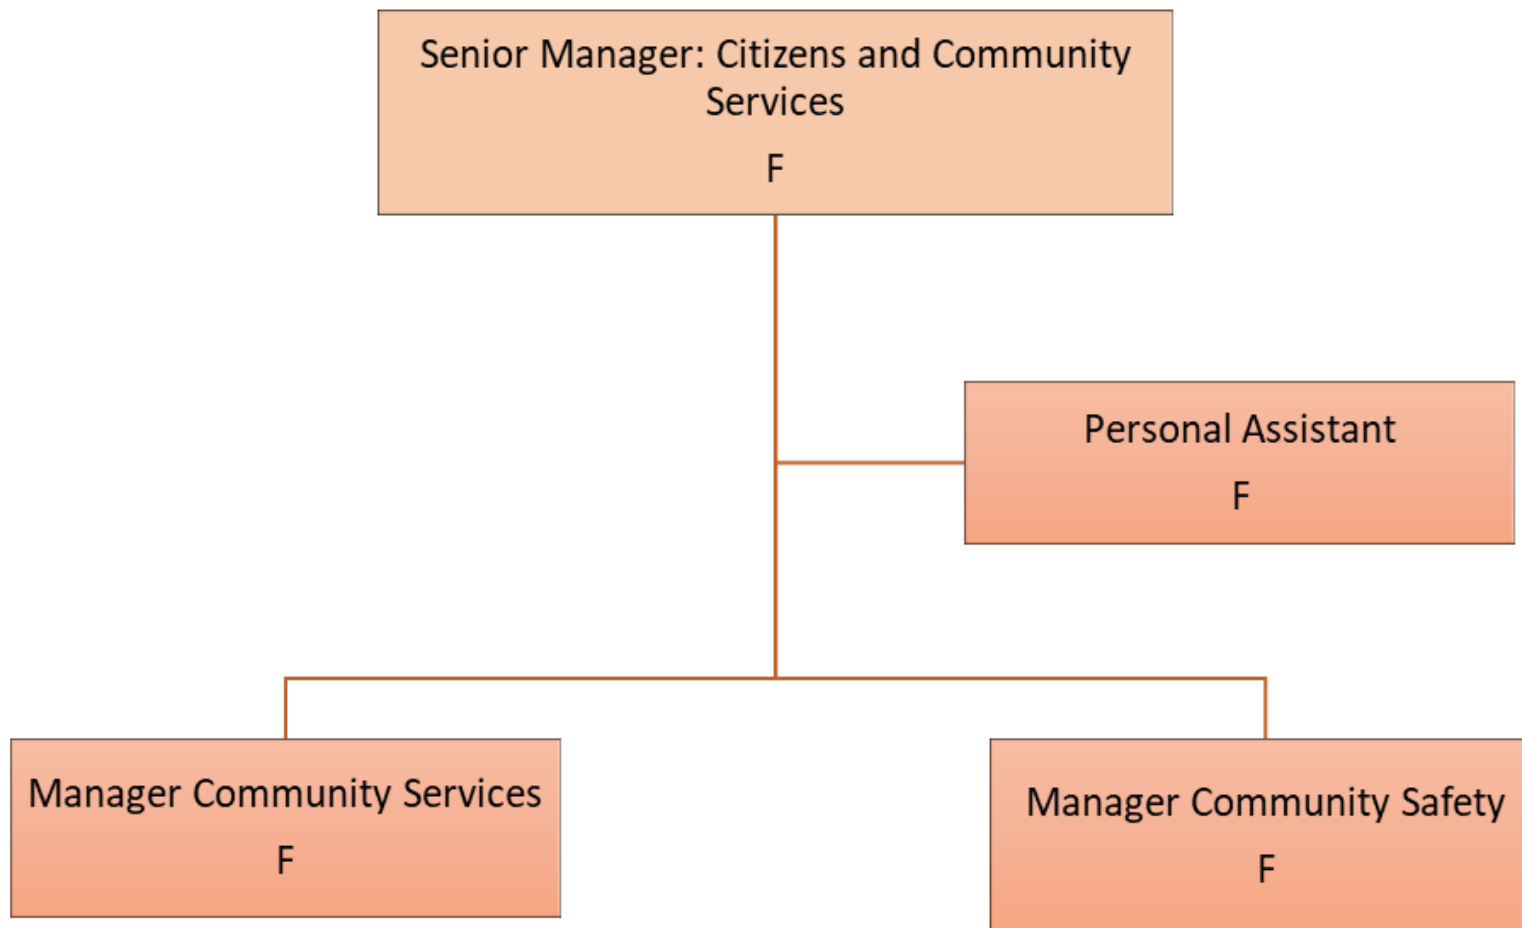 Senior Manager: Citizens and Community
Services
F
Personal Assistant
F
Manager Community Services
F
Manager Community Safety
F